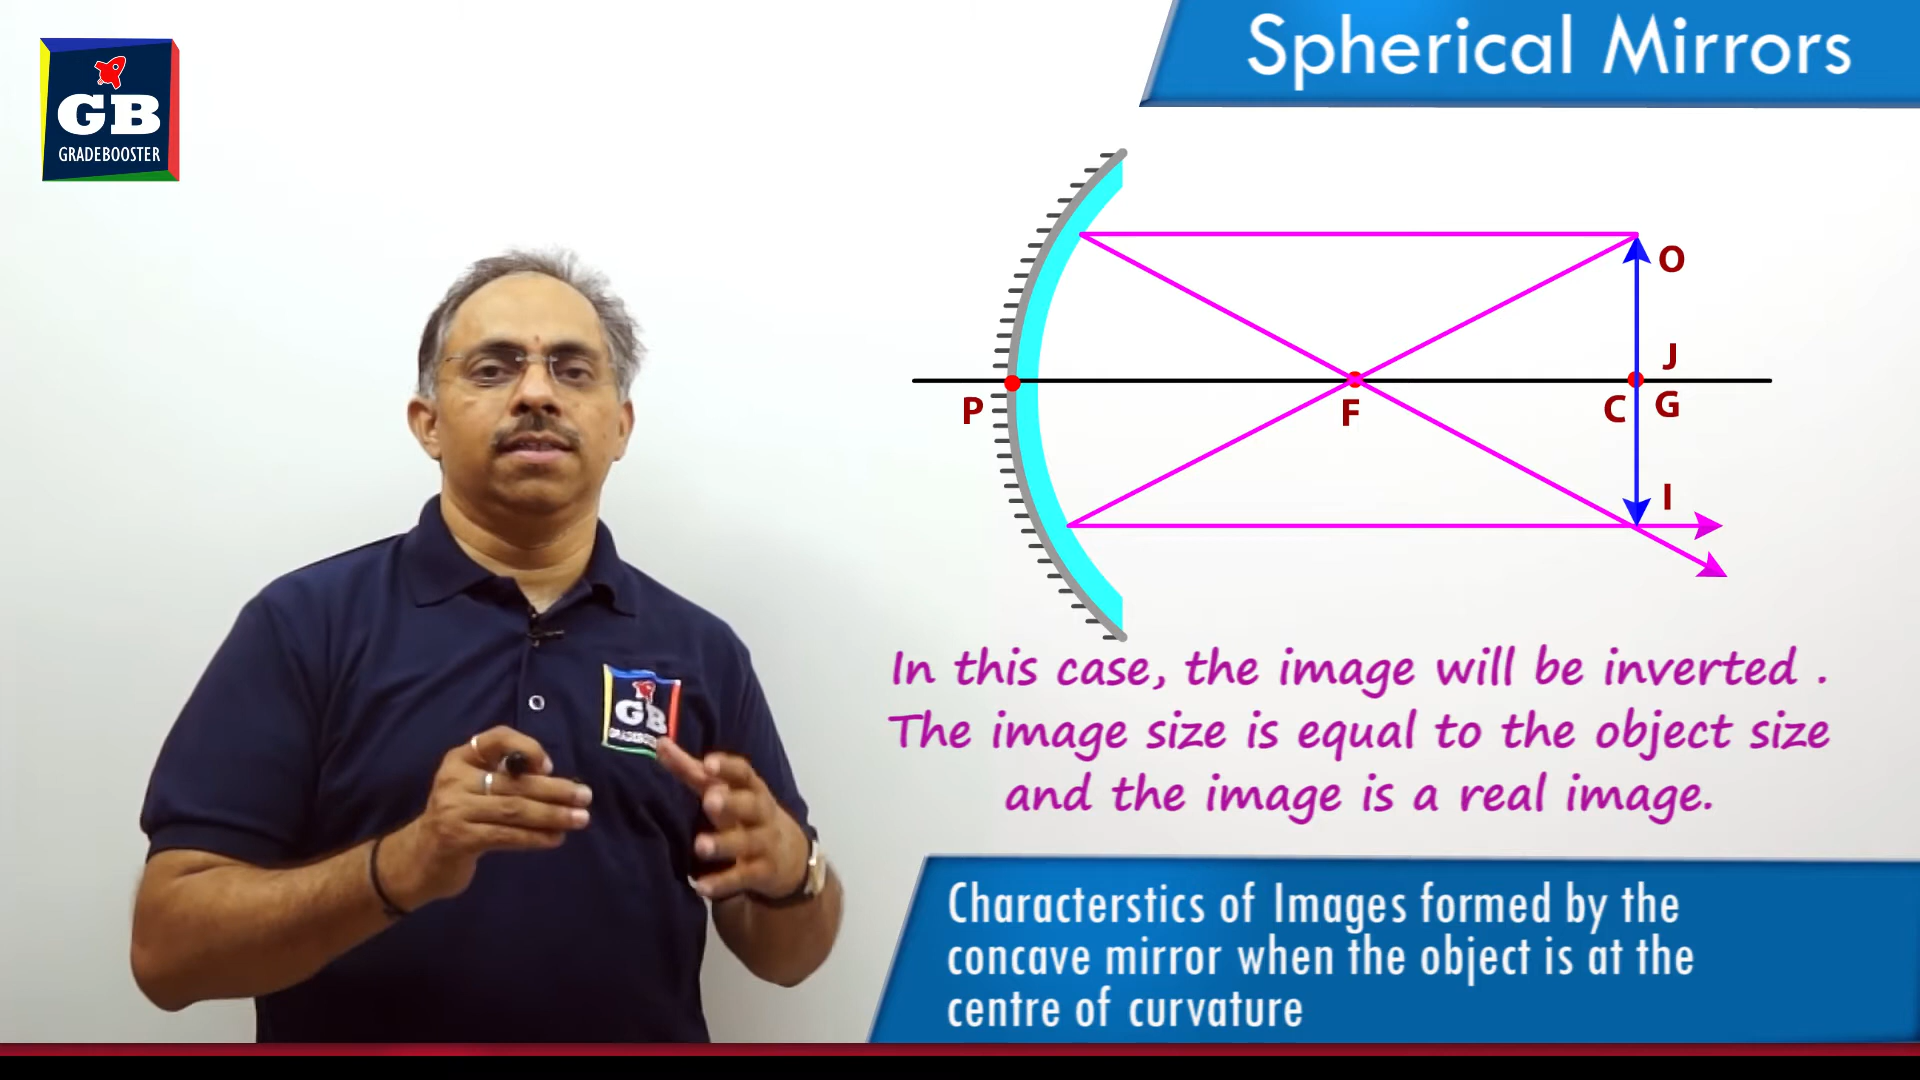 GB
GRADEBOOSTER
Spherical Mirrors
O
J
P
F
C
G
I
GB
In this case, the image will be inverted .
The image size is equal to the object size
and the image is a real image.
Characterstics of Images formed by the
concave mirror when the object is at the
centre of curvature